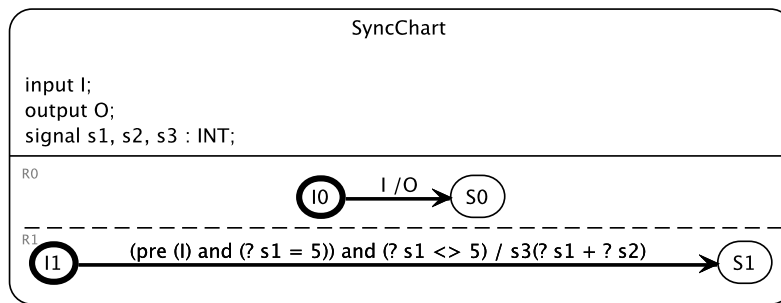 SyncChart
input I;
output O;
signal s1, s2, s3 : INT;
R0
I0
I /O
S0
R1
I1
(pre (I) and (? s1 = 5)) and (? s1 <> 5) / s3(? s1 + ? s2)
S1